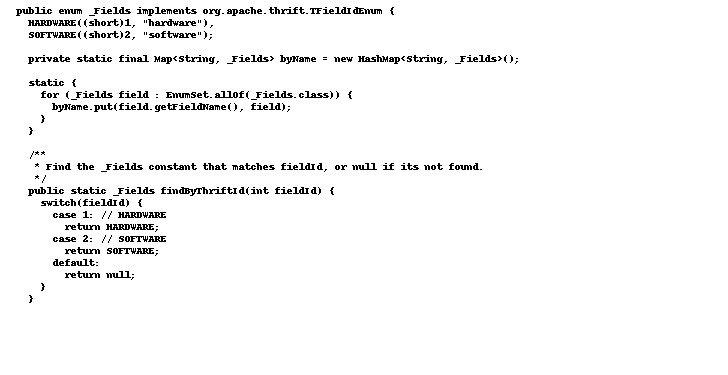 public enum _Fields implements org.apache.thrift.TFieldIdEnum {
  HARDWARE((short)1, "hardware"),
  SOFTWARE((short)2, "software");

  private static final Map<String, _Fields> byName = new HashMap<String, _Fields>();

  static {
    for (_Fields field : EnumSet.allOf(_Fields.class)) {
      byName.put(field.getFieldName(), field);
    }
  }

  /**
   * Find the _Fields constant that matches fieldId, or null if its not found.
   */
  public static _Fields findByThriftId(int fieldId) {
    switch(fieldId) {
      case 1: // HARDWARE
        return HARDWARE;
      case 2: // SOFTWARE
        return SOFTWARE;
      default:
        return null;
    }
  }